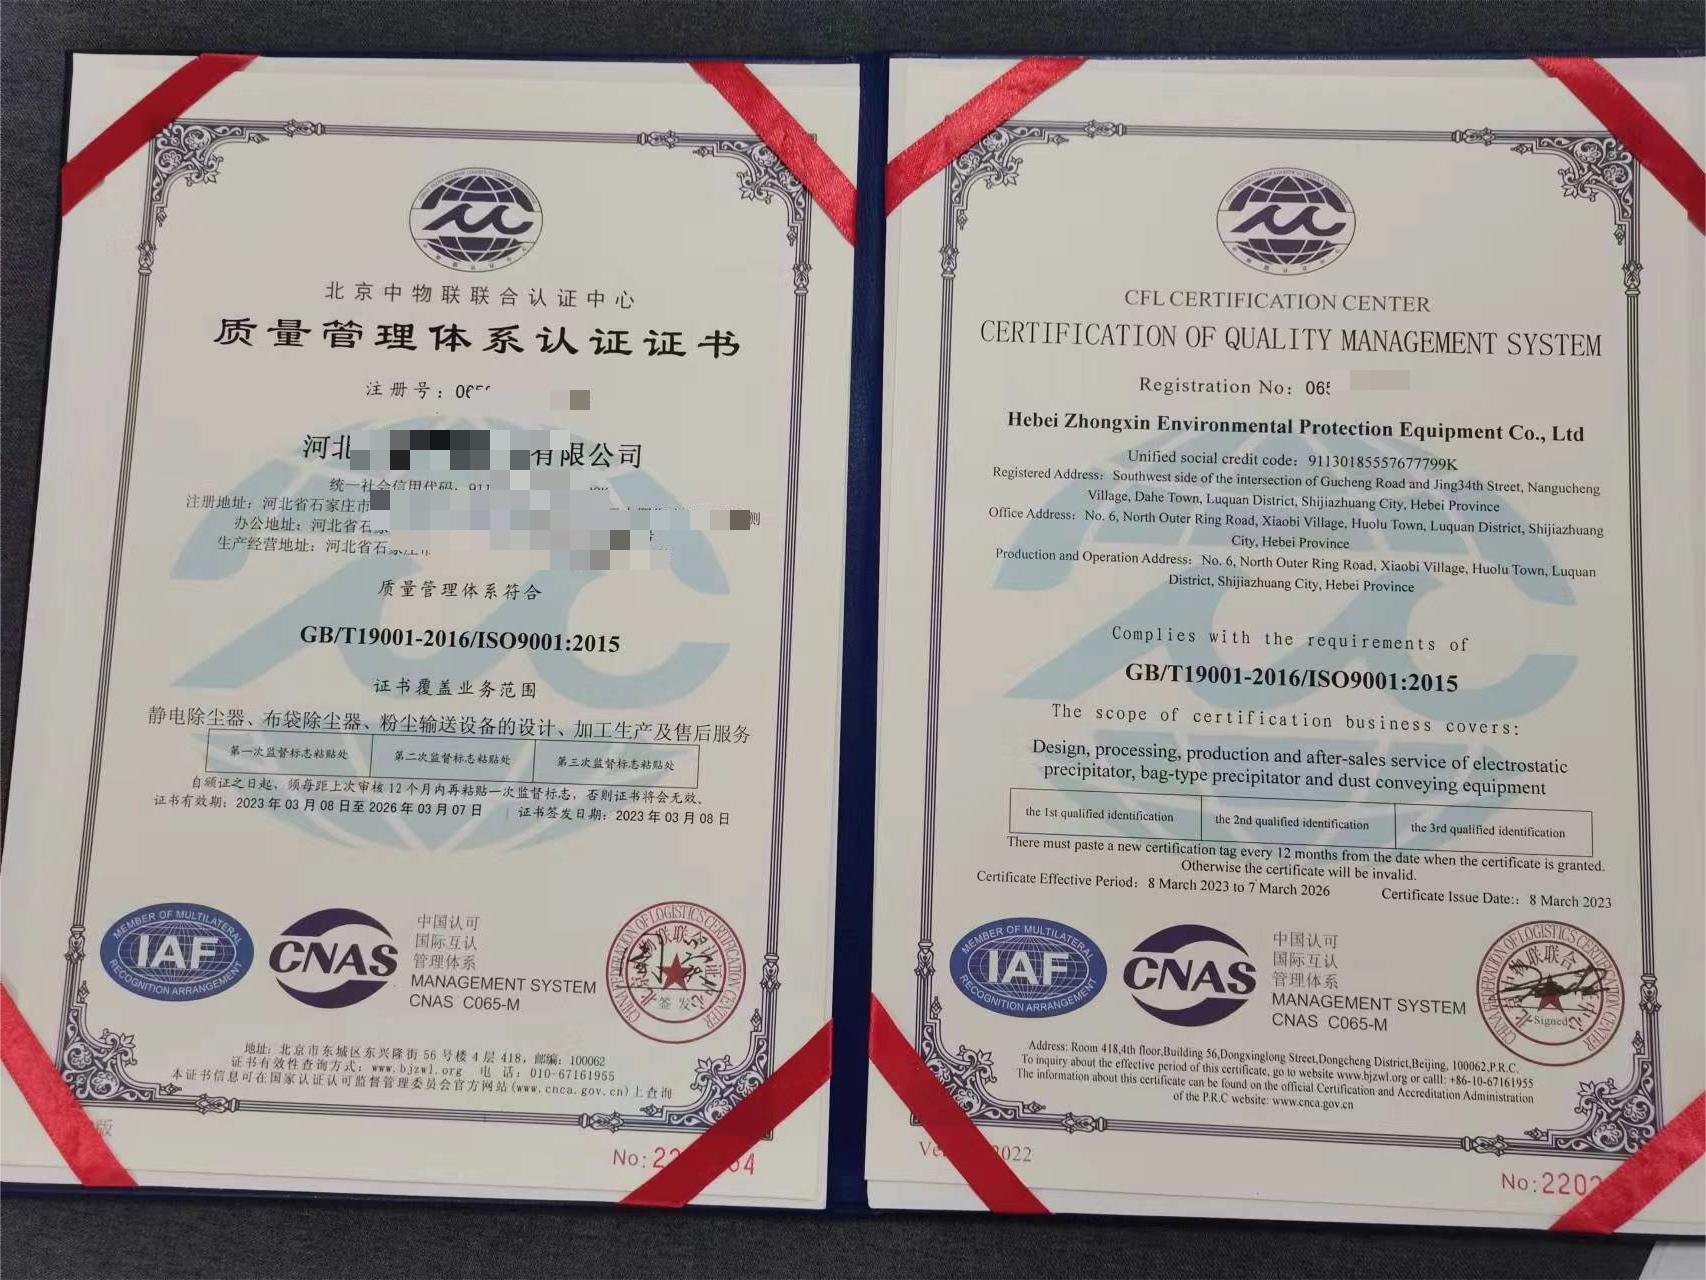 北京中物联联合认证中心
质量管理体系认证证书
注册号：065
河北 有限公司
统一社会信用代码：911
注册地址：河北省石家庄市 侧
办公地址：河北省石家
生产经营地址：河北省石家庄市
质量管理体系符合
GB/T19001-2016/ISO9001:2015
证书覆盖业务范围
静电除尘器、布袋除尘器、粉尘输送设备的设计、加工生产及售后服务
第一次监督标志粘贴处 第二次监督标志粘贴处 第三次监督标志粘贴处
自颁证之日起，须每距上次审核12个月内再粘贴一次监督标志，否则证书将会无效。
证书有效期：2023年03月08日至2026年03月07日 证书签发日期：2023年03月08日
MEMBER OF MULTILATERAL
IAF
RECOGNITION ARRANGEMENT
CNAS
中国认可
国际互认
管理体系
MANAGEMENT SYSTEM
CNAS C065-M
签发
地址：北京市东城区东兴隆街56号楼4层418，邮编：100062
证书有效性查询方式：www.bjzwl.org 电话：010-67161955
本证书信息可在国家认证认可监督管理委员会官方网站(www.cnca.gov.cn)上查询
版
No:22 64
CFL CERTIFICATION CENTER
CERTIFICATION OF QUALITY MANAGEMENT SYSTEM
Registration No：065
Hebei Zhongxin Environmental Protection Equipment Co., Ltd
Unified social credit code：91130185557677799K
Registered Address：Southwest side of the intersection of Gucheng Road and Jing34th Street, Nangucheng
Village, Dahe Town, Luquan District, Shijiazhuang City, Hebei Province
Office Address：No. 6, North Outer Ring Road, Xiaobi Village, Huolu Town, Luquan District, Shijiazhuang
City, Hebei Province
Production and Operation Address：No. 6, North Outer Ring Road, Xiaobi Village, Huolu Town, Luquan
District, Shijiazhuang City, Hebei Province
Complies with the requirements of
GB/T19001-2016/ISO9001:2015
The scope of certification business covers:
Design, processing, production and after-sales service of electrostatic
precipitator, bag-type precipitator and dust conveying equipment
the 1st qualified identification the 2nd qualified identification the 3rd qualified identification
There must paste a new certification tag every 12 months from the date when the certificate is granted.
Otherwise the certificate will be invalid.
Certificate Effective Period：8 March 2023 to 7 March 2026 Certificate Issue Date:：8 March 2023
MEMBER OF MULTILATERAL
IAF
RECOGNITION ARRANGEMENT
CNAS
中国认可
国际互认
管理体系
MANAGEMENT SYSTEM
CNAS C065-M
Signed
Address: Room 418,4th floor,Building 56,Dongxinglong Street,Dongcheng District,Beijing, 100062,P.R.C.
To inquiry about the effective period of this certificate, go to website www.bjzwl.org or calll: +86-10-67161955
The information about this certificate can be found on the official Certification and Accreditation Administration
of the P.R.C website: www.cnca.gov.cn
2022
No:2202